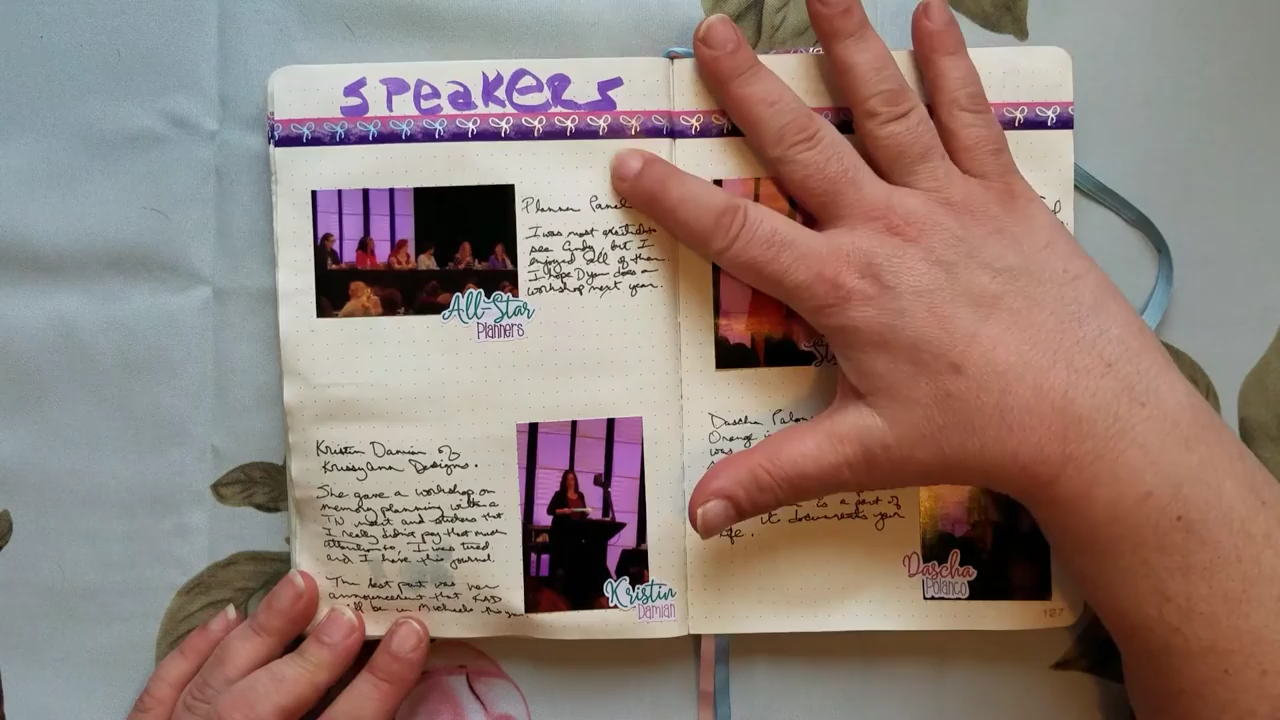 SPEAKERS
Planner Panel
I was most excited to
see Cindy, but I
enjoyed all of them
I hope Dyan does a
workshop next year.
All-Star
Planners
Kristin Damian of
KrissyAnne Designs.
She gave a workshop on
memory planning with a
TN insert and stickers that
I really didn't pay that much
attention to, I was tired
and I have this journal.
The best part was her
announcement that KAD
will be in Michaels this
Kristin
Damian
Dascha
Orange
was
is a part of
it documents your
life.
Dascha
Polanco
127